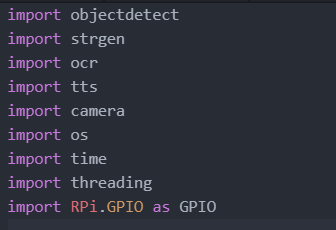 import objectdetect
import strgen
import ocr
import tts
import camera
import os
import time
import threading
import RPi.GPIO as GPIO